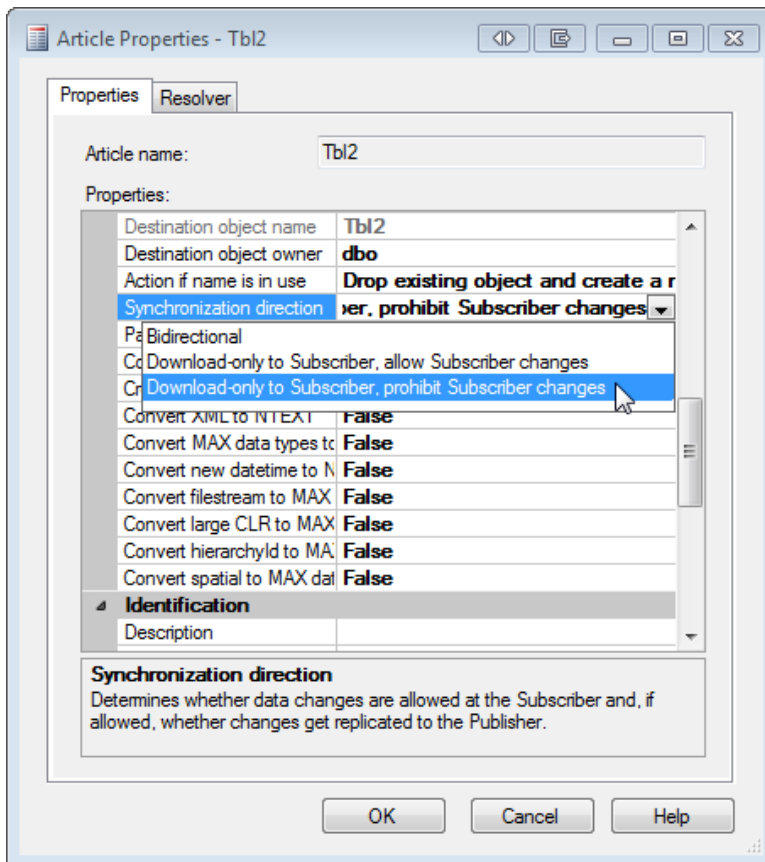 Article Properties - Tbl2
Properties Resolver
Article name: Tbl2
Properties:
Destination object name Tbl2
Destination object owner dbo
Action if name is in use Drop existing object and create a n
Synchronization direction ber, prohibit Subscriber changes
Pa Bidirectional
Co Download-only to Subscriber, allow Subscriber changes
Cr Download-only to Subscriber, prohibit Subscriber changes
Convert XML to NTEXT False
Convert MAX data types to False
Convert new datetime to N False
Convert filestream to MAX False
Convert large CLR to MAX False
Convert hierarchyId to MA False
Convert spatial to MAX dat False
Identification
Description
Synchronization direction
Determines whether data changes are allowed at the Subscriber and, if
allowed, whether changes get replicated to the Publisher.
OK Cancel Help